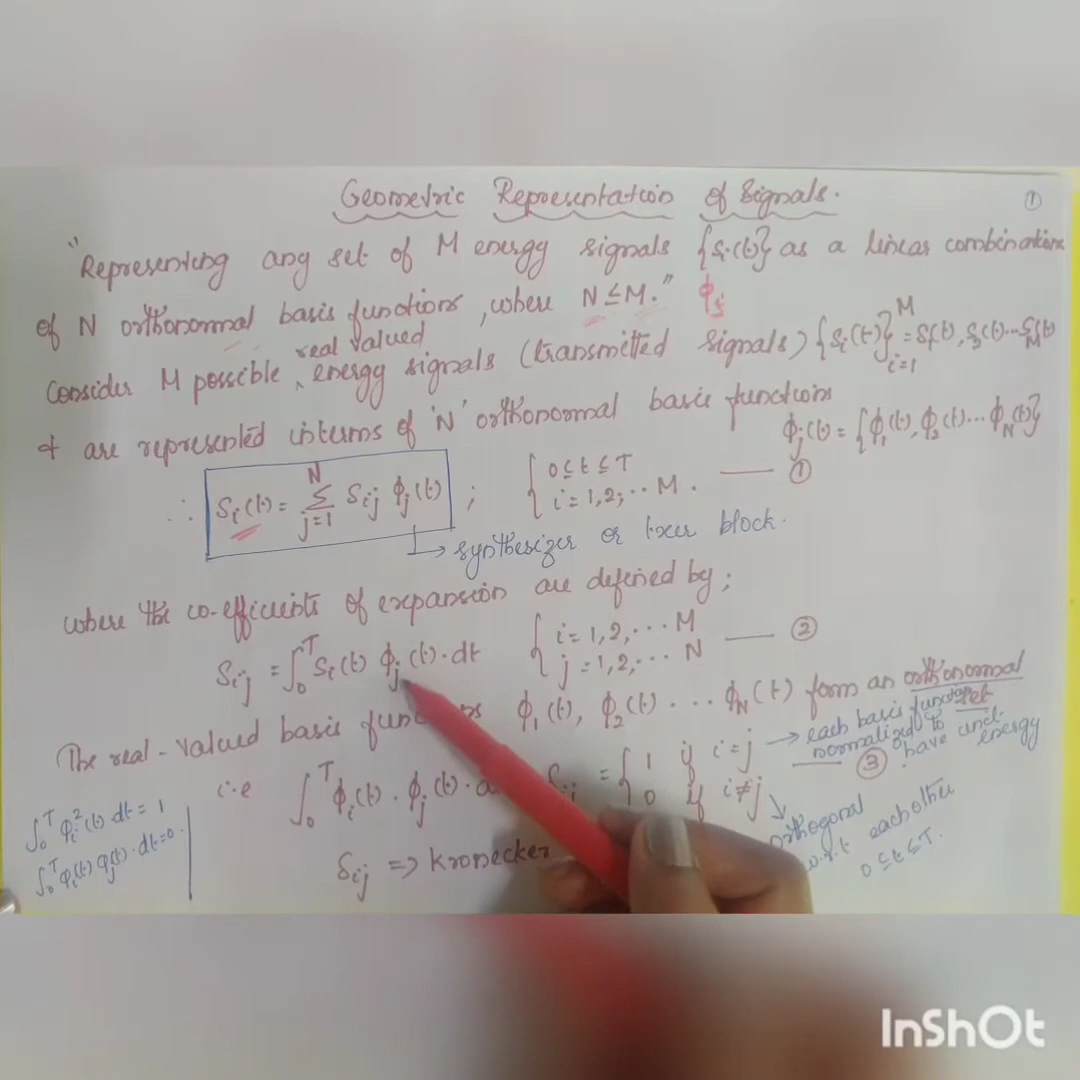 Geometric Representation of Signals. ①
"Representing any set of M energy signals {si(t)} as a linear combination
of N orthonormal basis functions, where N ≤ M." ϕj
Consider M possible real valued energy signals (transmitted signals) {si(t)} M i=1 = S1(t), S2(t)... SM(t)
& are represented interms of 'N' orthonormal basis functions
ϕj(t) = {ϕ1(t), ϕ2(t)... ϕN(t)}
∴ Si(t) = Σ N j=1 Sij ϕj(t) ; { 0 ≤ t ≤ T
i = 1,2,.. M. —— ①
→ synthesizer or txer block.
where the co-efficients of expansion are defined by;
Sij = ∫0T Si(t) ϕj(t)·dt { i = 1,2,... M
j = 1,2,... N —— ②
The real-valued basis ϕ1(t), ϕ2(t)... ϕN(t) form an orthonormal set
i.e ∫0T ϕi(t)·ϕj(t)· = { 1 if i=j
0 if i≠j —— ③
→ each basis function normalized to have unit energy
↓ orthogonal
w.r.t each other
0 ≤ t ≤ T.
∫0T ϕi²(t)·dt = 1
∫0T ϕi(t) ϕj(t)·dt = 0.
δij => Kronecker
InShOt